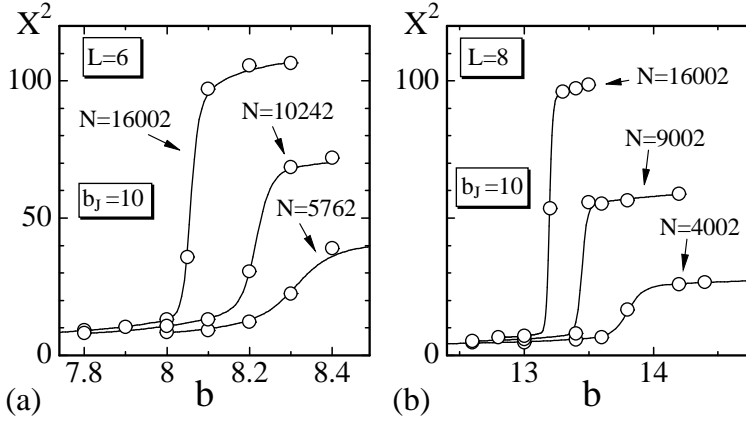 X²
100
50
0
L=6
N=16002
N=10242
b_J=10
N=5762
7.8
8
8.2
8.4
b
(a)
X²
100
50
0
L=8
N=16002
N=9002
b_J=10
N=4002
13
14
b
(b)